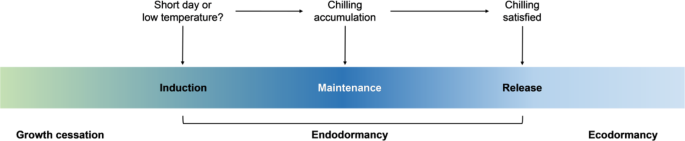 Short day or
low temperature?
Chilling
accumulation
Chilling
satisfied
Induction
Maintenance
Release
Growth cessation
Endodormancy
Ecodormancy